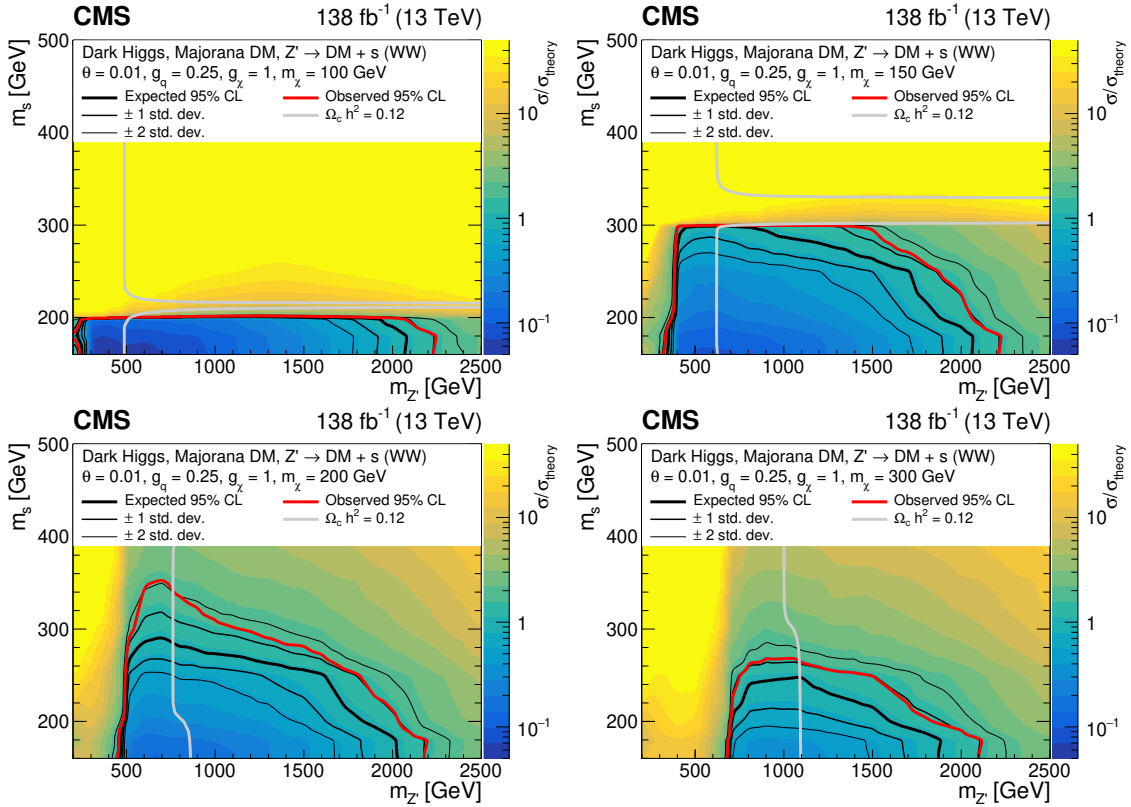 CMS
138 fb⁻¹ (13 TeV)
Dark Higgs, Majorana DM, Z' → DM + s (WW)
θ = 0.01, g_q = 0.25, g_χ = 1, m_χ = 100 GeV
Expected 95% CL
Observed 95% CL
± 1 std. dev.
Ω_c h² = 0.12
± 2 std. dev.
m_s [GeV]
500
400
300
200
500 1000 1500 2000 2500
m_Z' [GeV]
σ/σ_theory
10
1
10⁻¹
CMS
138 fb⁻¹ (13 TeV)
Dark Higgs, Majorana DM, Z' → DM + s (WW)
θ = 0.01, g_q = 0.25, g_χ = 1, m_χ = 150 GeV
Expected 95% CL
Observed 95% CL
± 1 std. dev.
Ω_c h² = 0.12
± 2 std. dev.
m_s [GeV]
500
400
300
200
500 1000 1500 2000 2500
m_Z' [GeV]
σ/σ_theory
10
1
10⁻¹
CMS
138 fb⁻¹ (13 TeV)
Dark Higgs, Majorana DM, Z' → DM + s (WW)
θ = 0.01, g_q = 0.25, g_χ = 1, m_χ = 200 GeV
Expected 95% CL
Observed 95% CL
± 1 std. dev.
Ω_c h² = 0.12
± 2 std. dev.
m_s [GeV]
500
400
300
200
500 1000 1500 2000 2500
m_Z' [GeV]
σ/σ_theory
10
1
10⁻¹
CMS
138 fb⁻¹ (13 TeV)
Dark Higgs, Majorana DM, Z' → DM + s (WW)
θ = 0.01, g_q = 0.25, g_χ = 1, m_χ = 300 GeV
Expected 95% CL
Observed 95% CL
± 1 std. dev.
Ω_c h² = 0.12
± 2 std. dev.
m_s [GeV]
500
400
300
200
500 1000 1500 2000 2500
m_Z' [GeV]
σ/σ_theory
10
1
10⁻¹